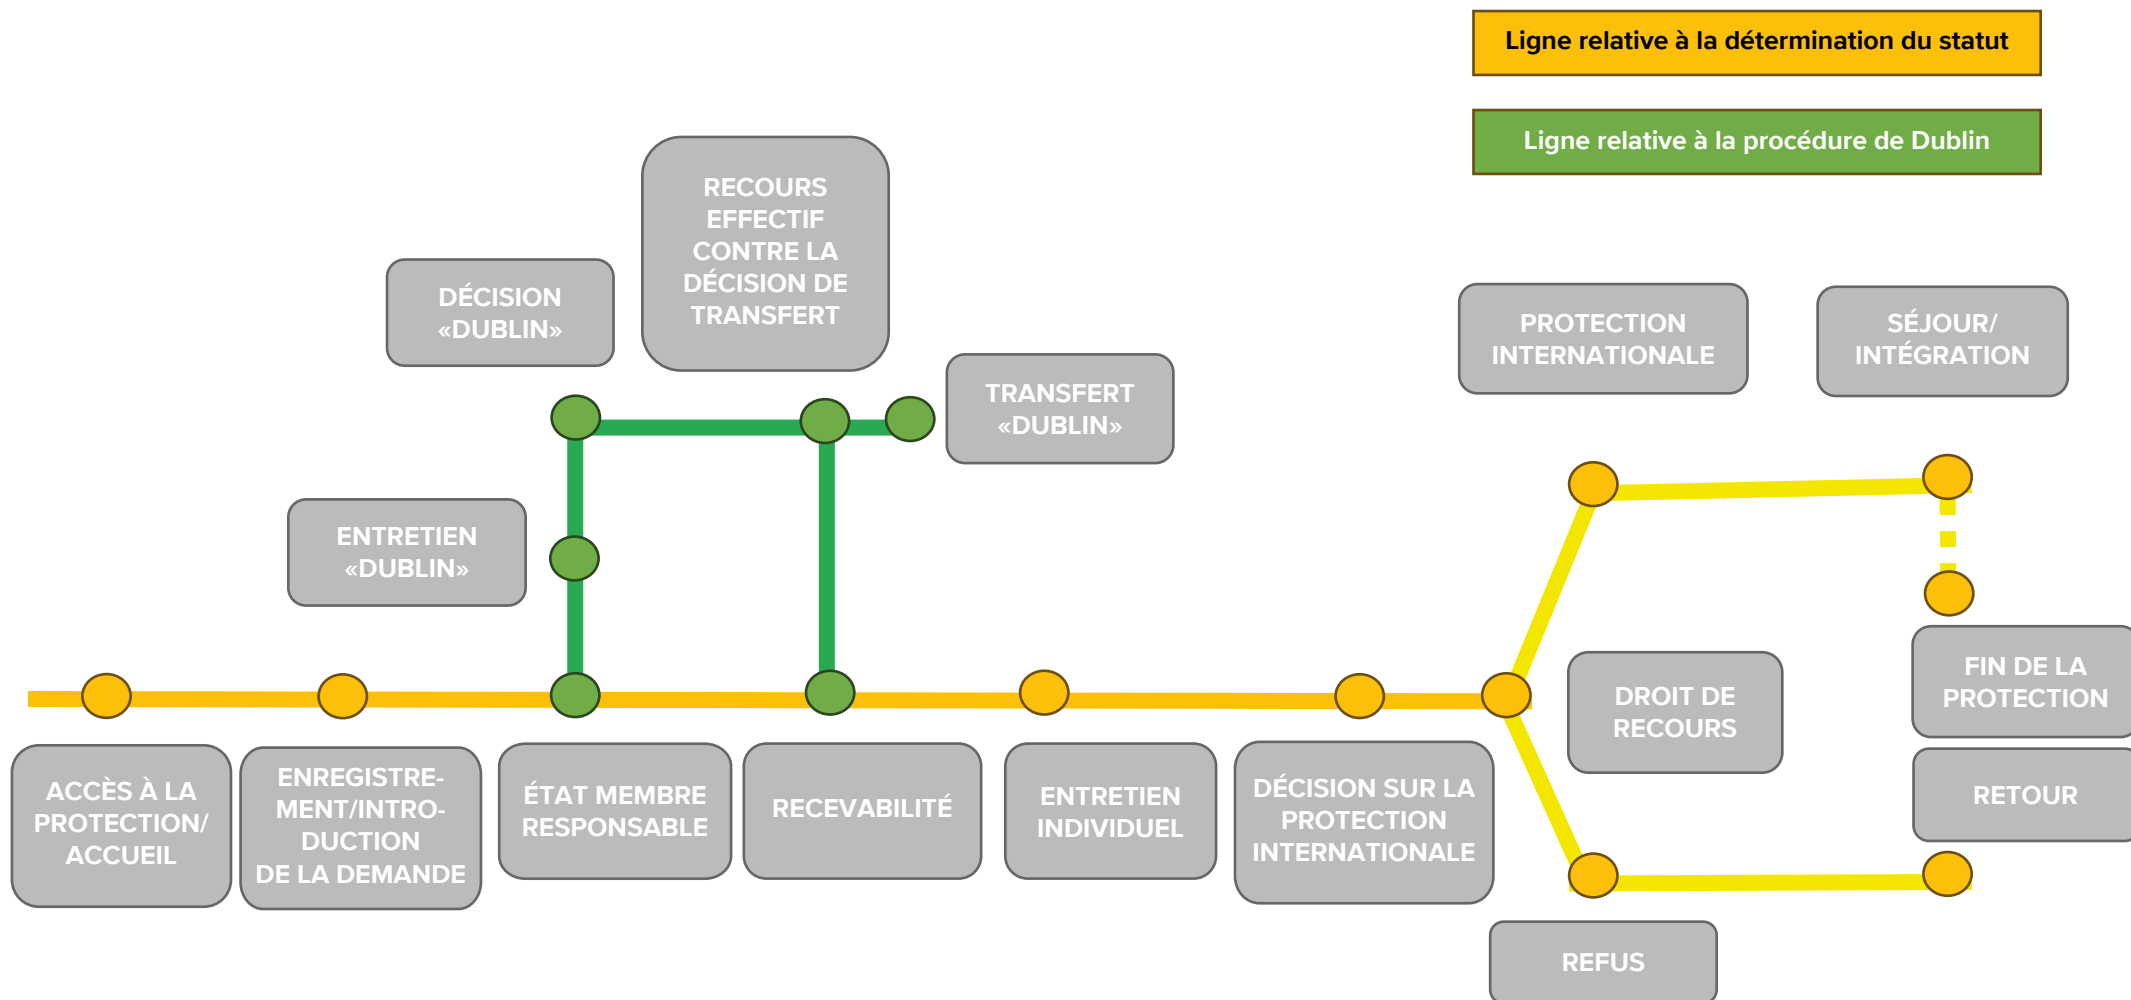 Ligne relative à la détermination du statut
Ligne relative à la procédure de Dublin
RECOURS
EFFECTIF
CONTRE LA
DÉCISION DE
TRANSFERT
DÉCISION
«DUBLIN»
TRANSFERT
«DUBLIN»
PROTECTION
INTERNATIONALE
SÉJOUR/
INTÉGRATION
ENTRETIEN
«DUBLIN»
DROIT DE
RECOURS
FIN DE LA
PROTECTION
RETOUR
ACCÈS À LA
PROTECTION/
ACCUEIL
ENREGISTRE-
MENT/INTRO-
DUCTION
DE LA DEMANDE
ÉTAT MEMBRE
RESPONSABLE
RECEVABILITÉ
ENTRETIEN
INDIVIDUEL
DÉCISION SUR LA
PROTECTION
INTERNATIONALE
REFUS